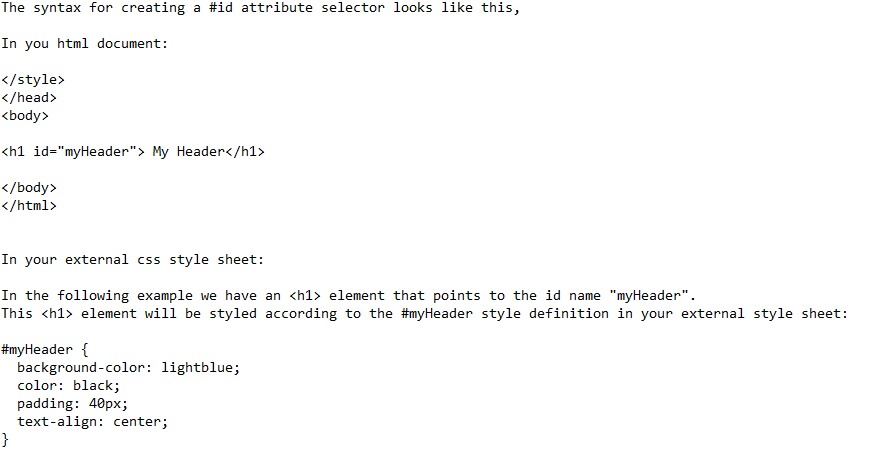 The syntax for creating a #id attribute selector looks like this,
In you html document:
</style>
</head>
<body>
<h1 id="myHeader"> My Header</h1>
</body>
</html>
In your external css style sheet:
In the following example we have an <h1> element that points to the id name "myHeader".
This <h1> element will be styled according to the #myHeader style definition in your external style sheet:
#myHeader {
  background-color: lightblue;
  color: black;
  padding: 40px;
  text-align: center;
}